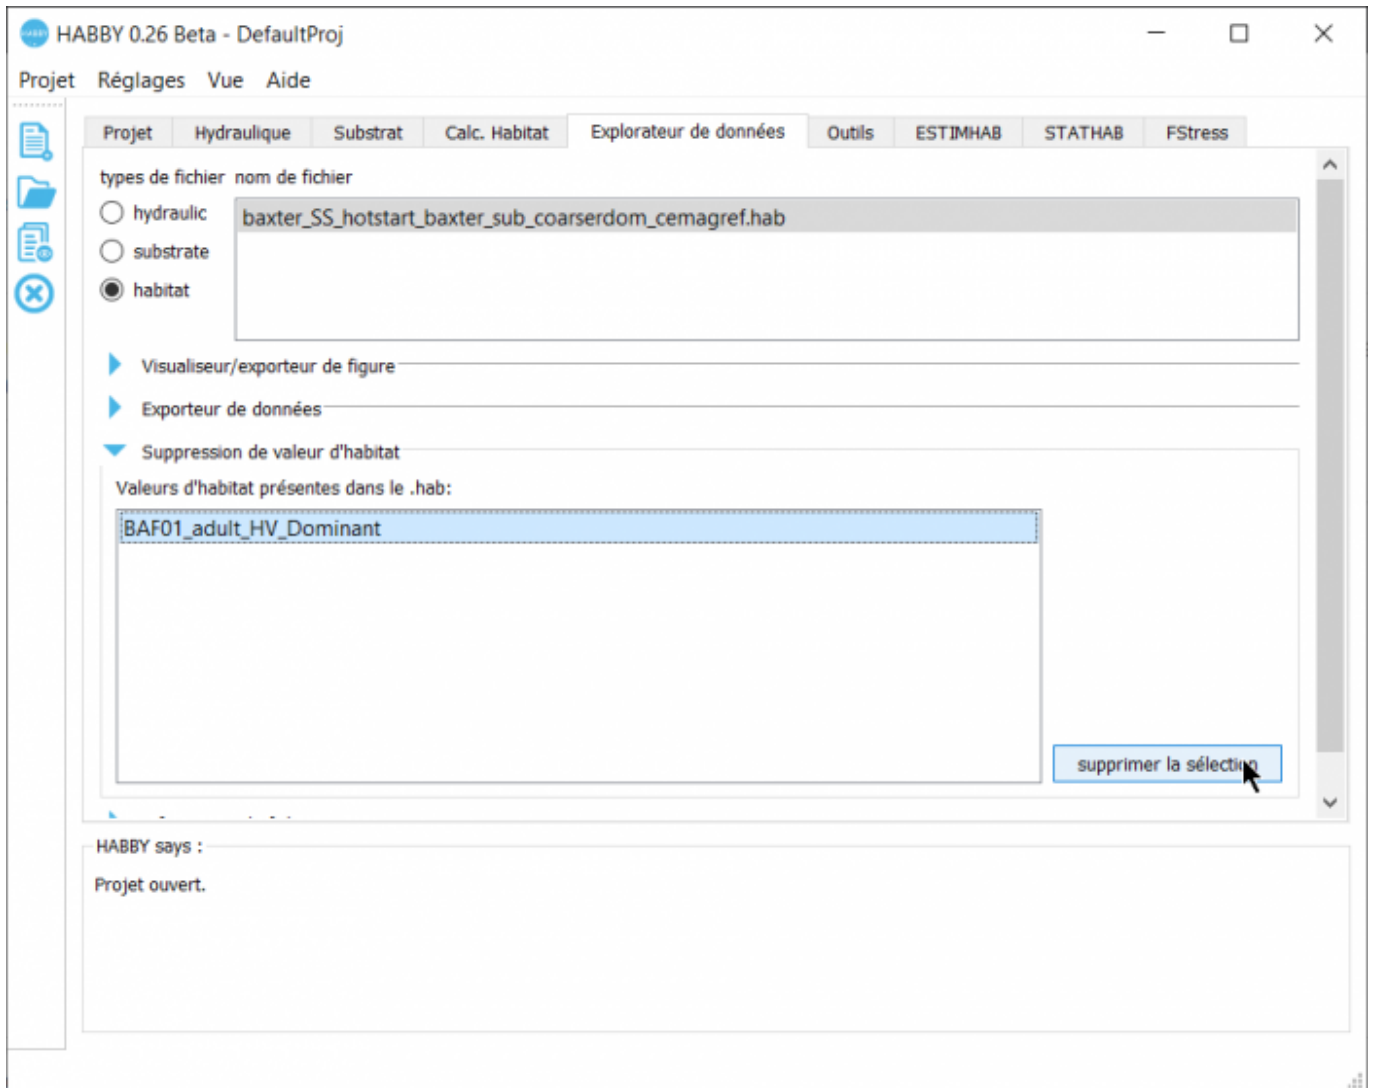 HABBY 0.26 Beta - DefaultProj
Projet Réglages Vue Aide
Projet Hydraulique Substrat Calc. Habitat Explorateur de données Outils ESTIMHAB STATHAB FStress
types de fichier nom de fichier
hydraulic baxter_SS_hotstart_baxter_sub_coarserdom_cemagref.hab
substrate
habitat
Visualiseur/exporteur de figure
Exporteur de données
Suppression de valeur d'habitat
Valeurs d'habitat présentes dans le .hab:
BAF01_adult_HV_Dominant
supprimer la sélection
HABBY says :
Projet ouvert.